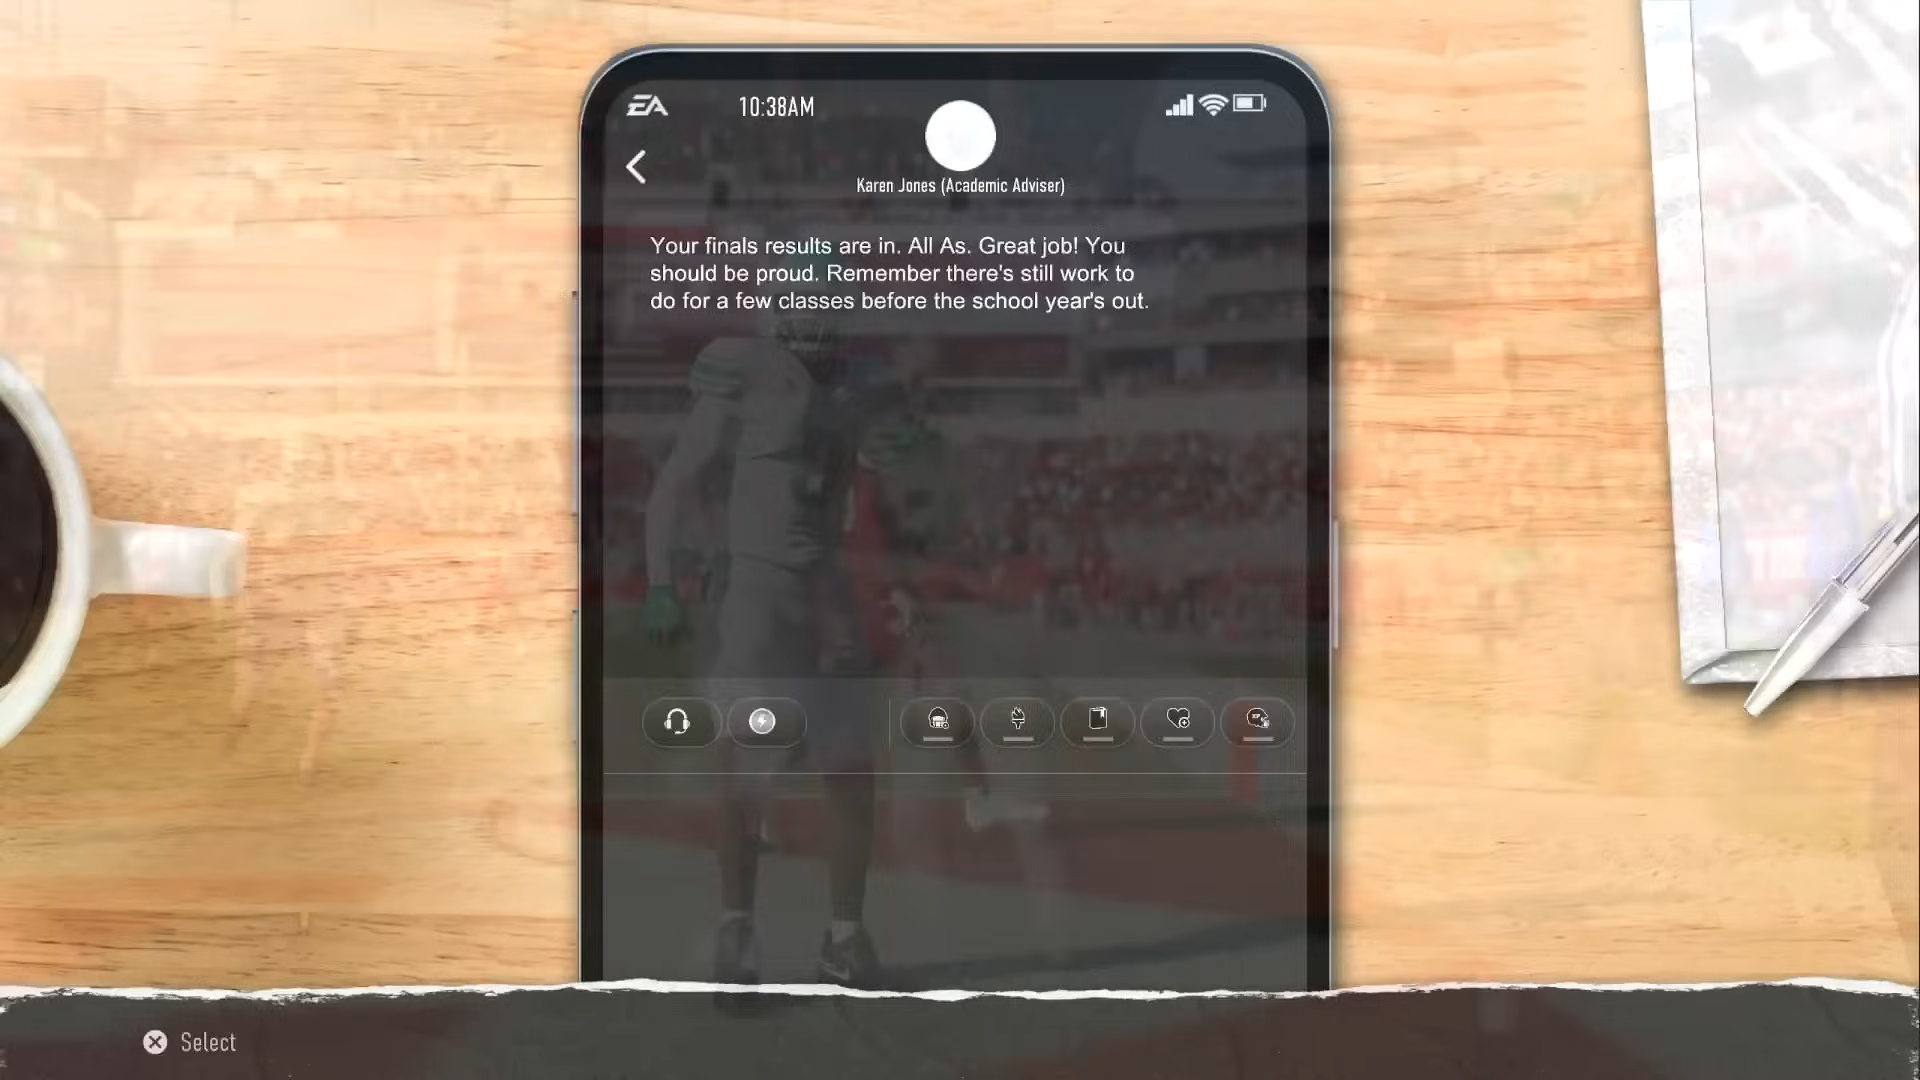 EA
10:38AM
Karen Jones (Academic Adviser)
Your finals results are in. All As. Great job! You
should be proud. Remember there's still work to
do for a few classes before the school year's out.
Select